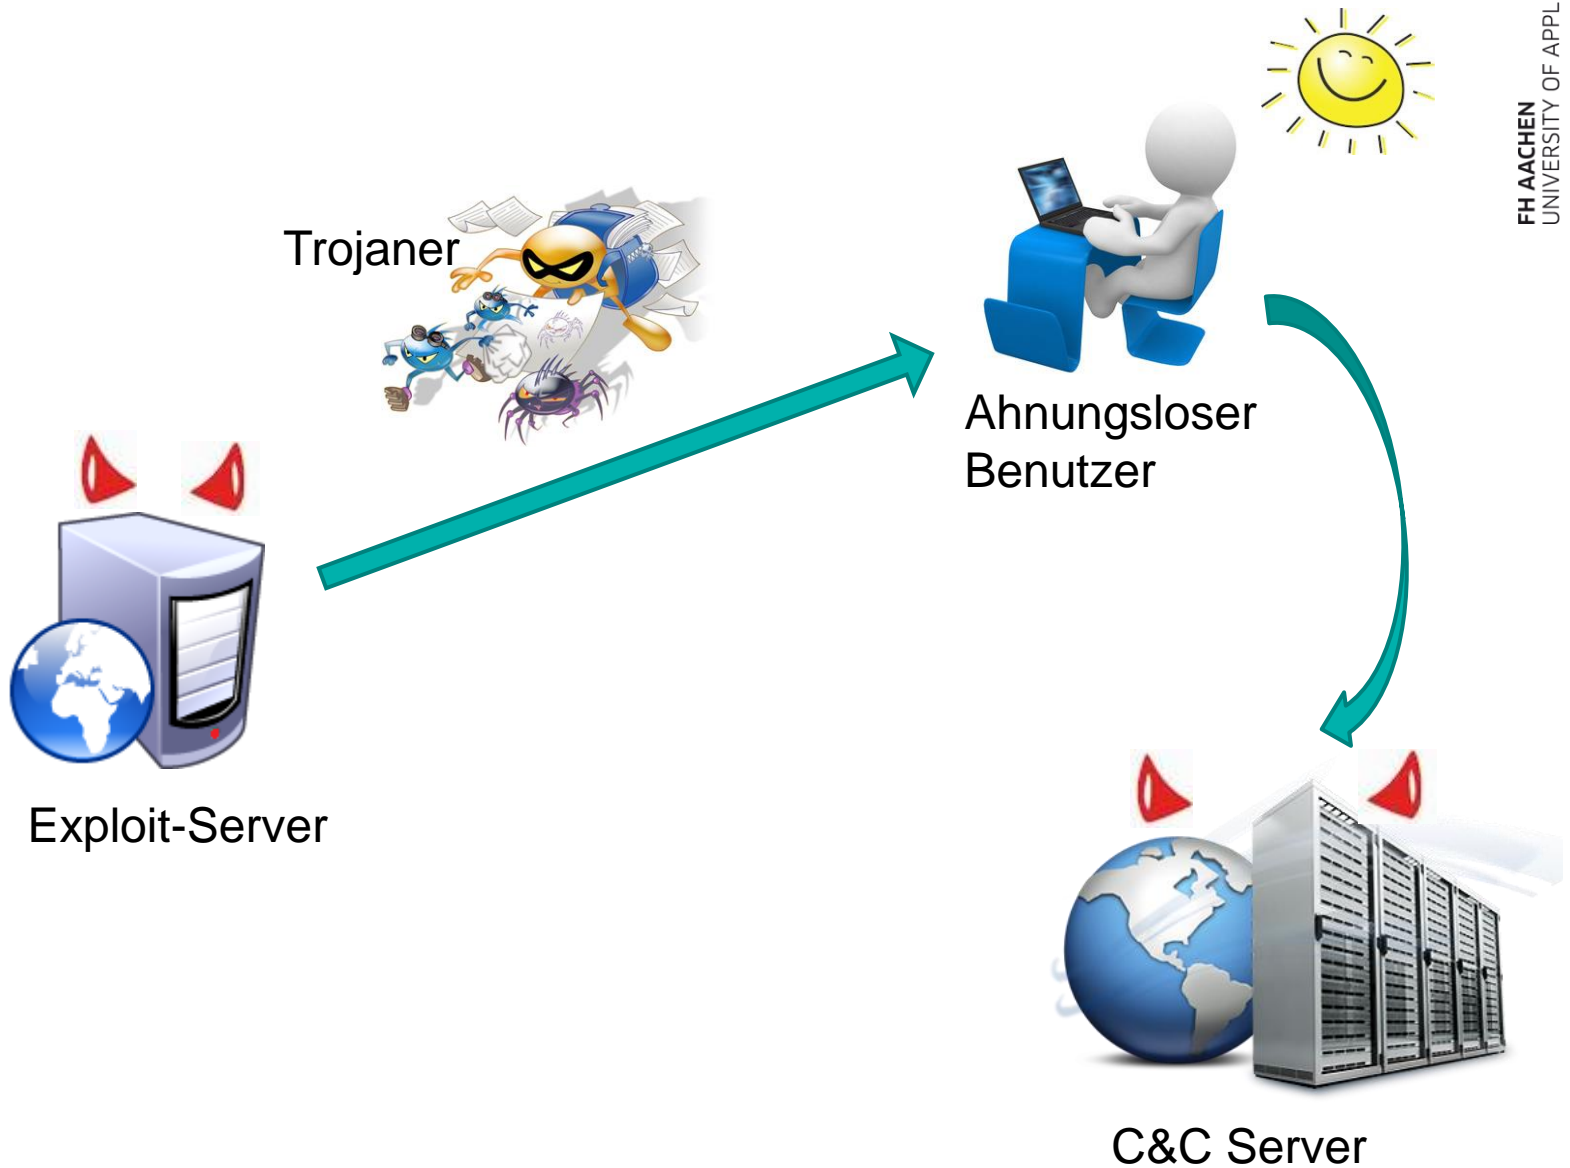 FH AACHEN
UNIVERSITY OF APPL
Trojaner
Ahnungsloser
Benutzer
Exploit-Server
C&C Server